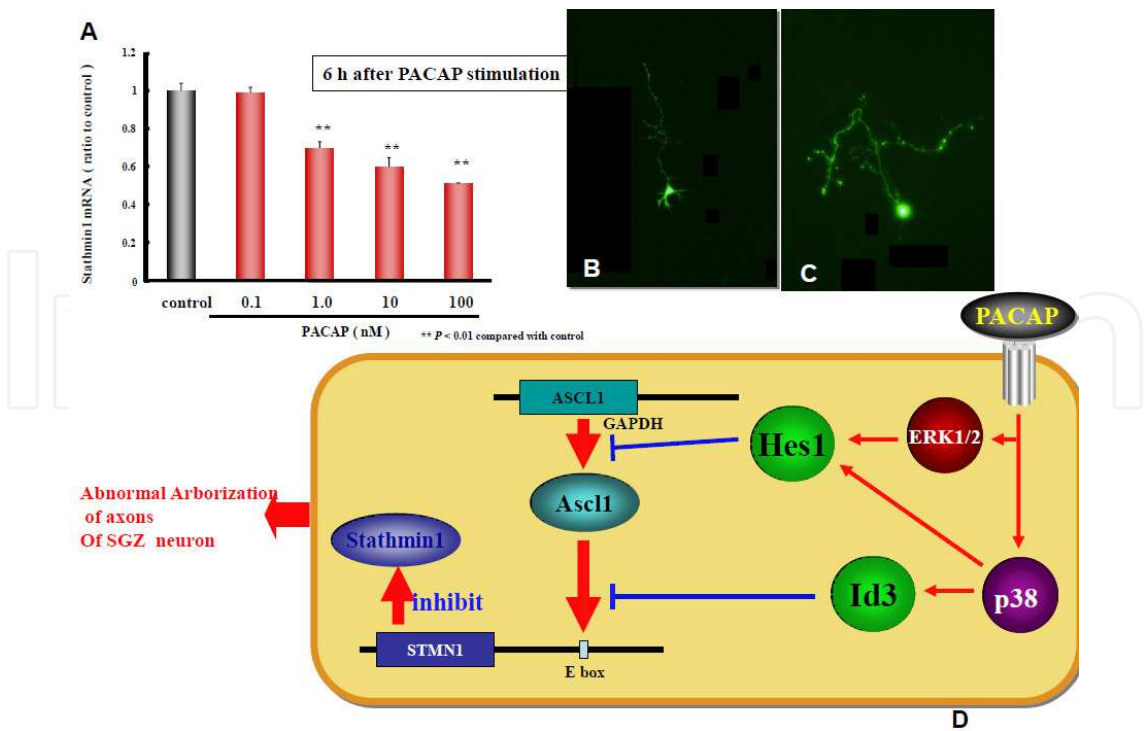 A
1.2
1
0.8
0.6
0.4
0.2
0
Stathmin1 mRNA ( ratio to control )
6 h after PACAP stimulation
**
**
**
control 0.1 1.0 10 100
PACAP ( nM )
** P < 0.01 compared with control
B
C
PACAP
ASCL1
GAPDH
Hes1
ERK1/2
Ascl1
Abnormal Arborization
of axons
Of SGZ neuron
Stathmin1
inhibit
Id3
p38
STMN1
E box
D